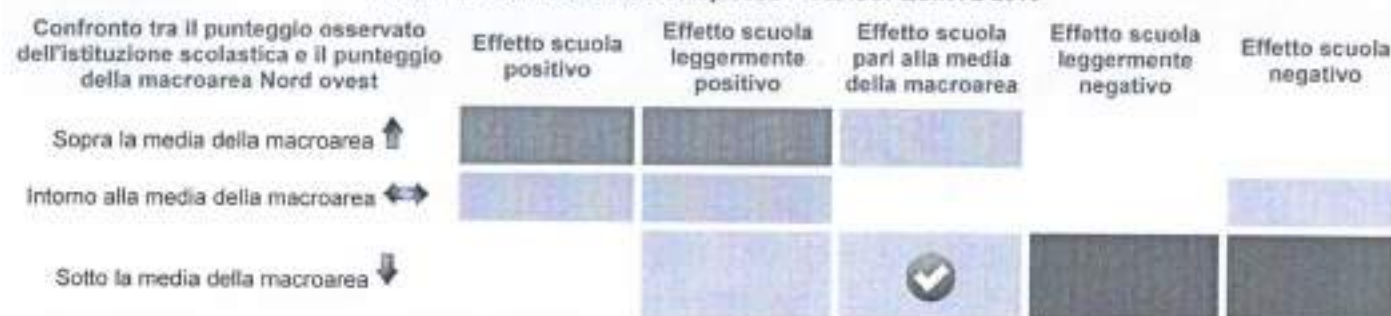 Confronto tra il punteggio osservato
dell'istituzione scolastica e il punteggio
della macroarea Nord ovest
Effetto scuola
positivo
Effetto scuola
leggermente
positivo
Effetto scuola
pari alla media
della macroarea
Effetto scuola
leggermente
negativo
Effetto scuola
negativo
Sopra la media della macroarea
Intorno alla media della macroarea
Sotto la media della macroarea